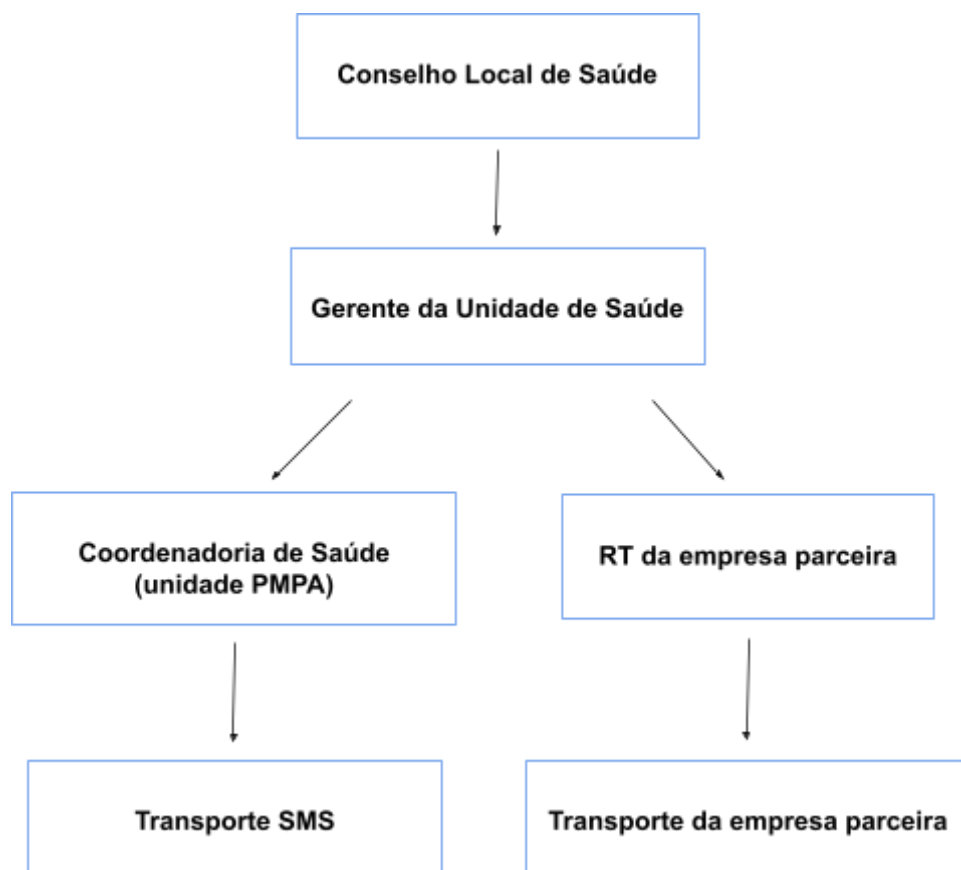 Conselho Local de Saúde
Gerente da Unidade de Saúde
Coordenadoria de Saúde
(unidade PMPA)
RT da empresa parceira
Transporte SMS
Transporte da empresa parceira